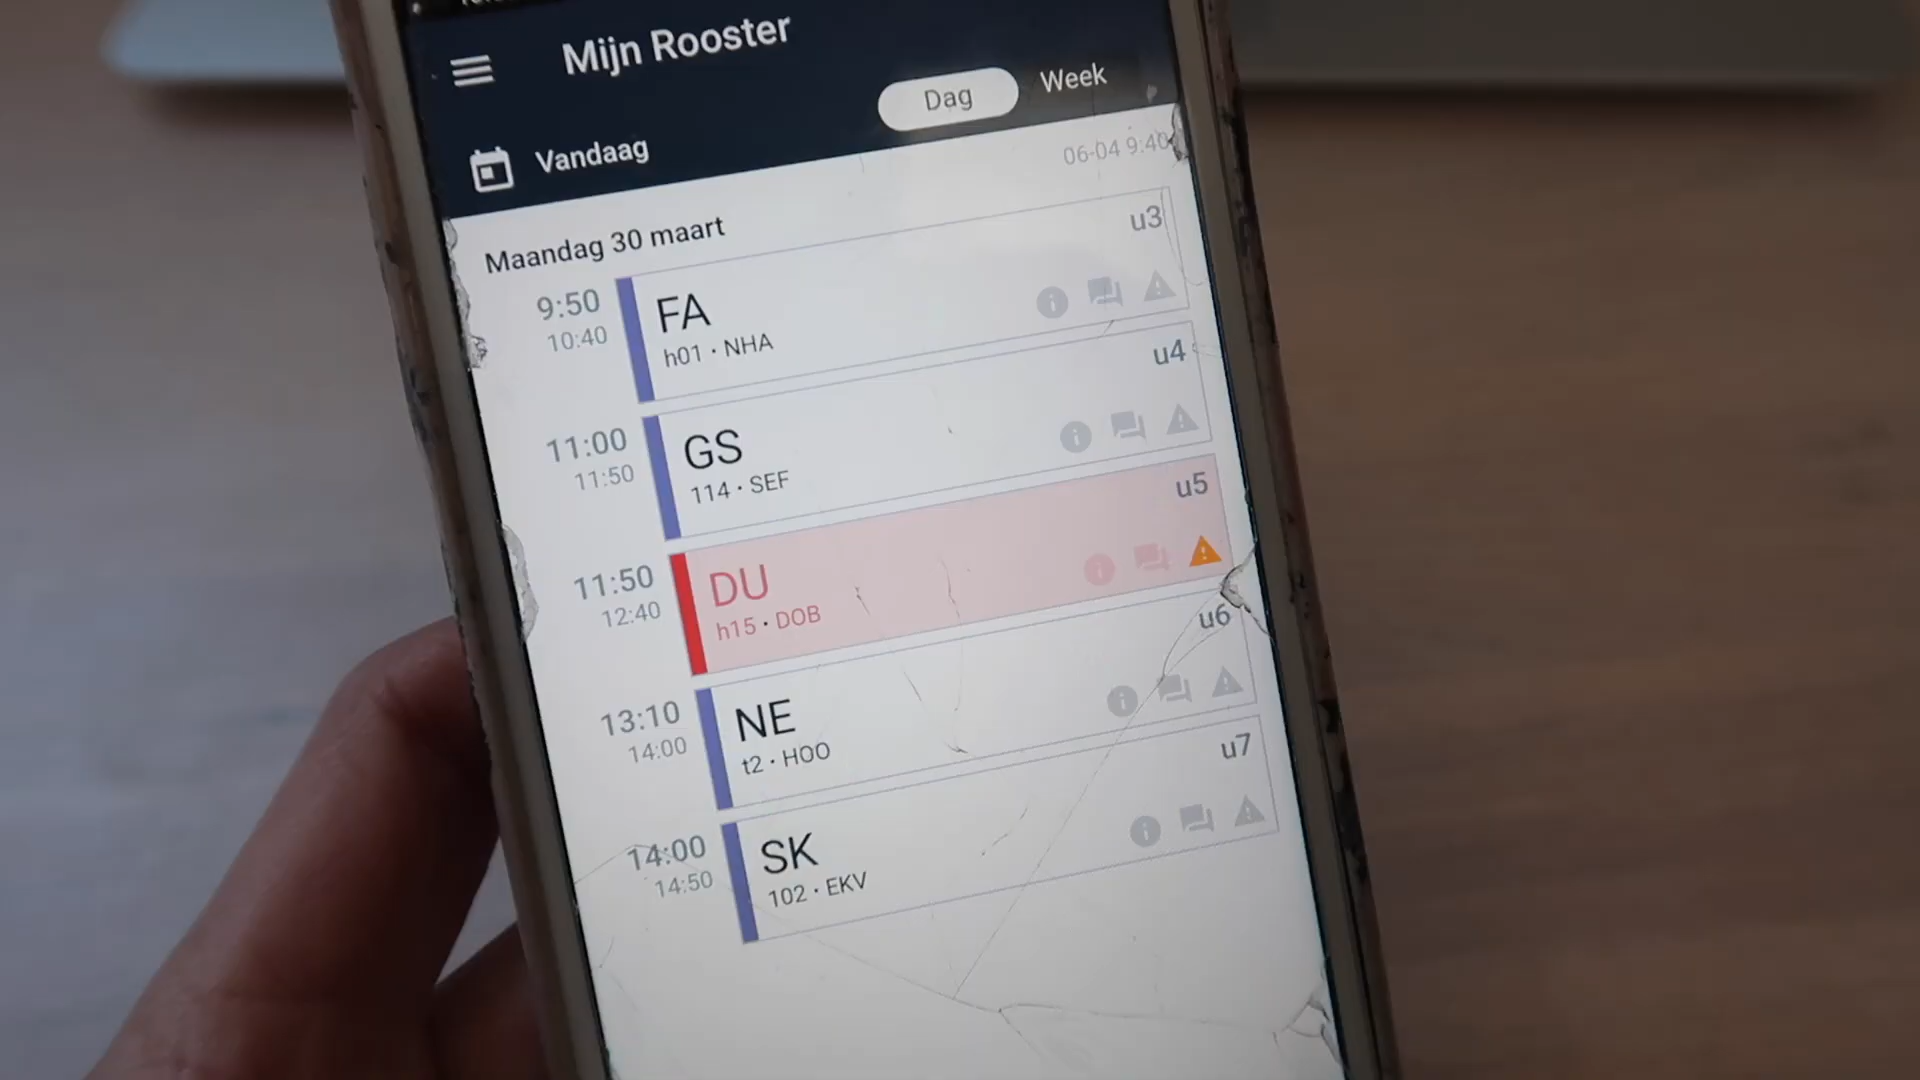 Mijn Rooster
Dag
Week
Vandaag
06-04 9:40
Maandag 30 maart
9:50
10:40
FA
h01 · NHA
u3
11:00
11:50
GS
114 · SEF
u4
11:50
12:40
DU
h15 · DOB
u5
13:10
14:00
NE
t2 · HOO
u6
14:00
14:50
SK
102 · EKV
u7